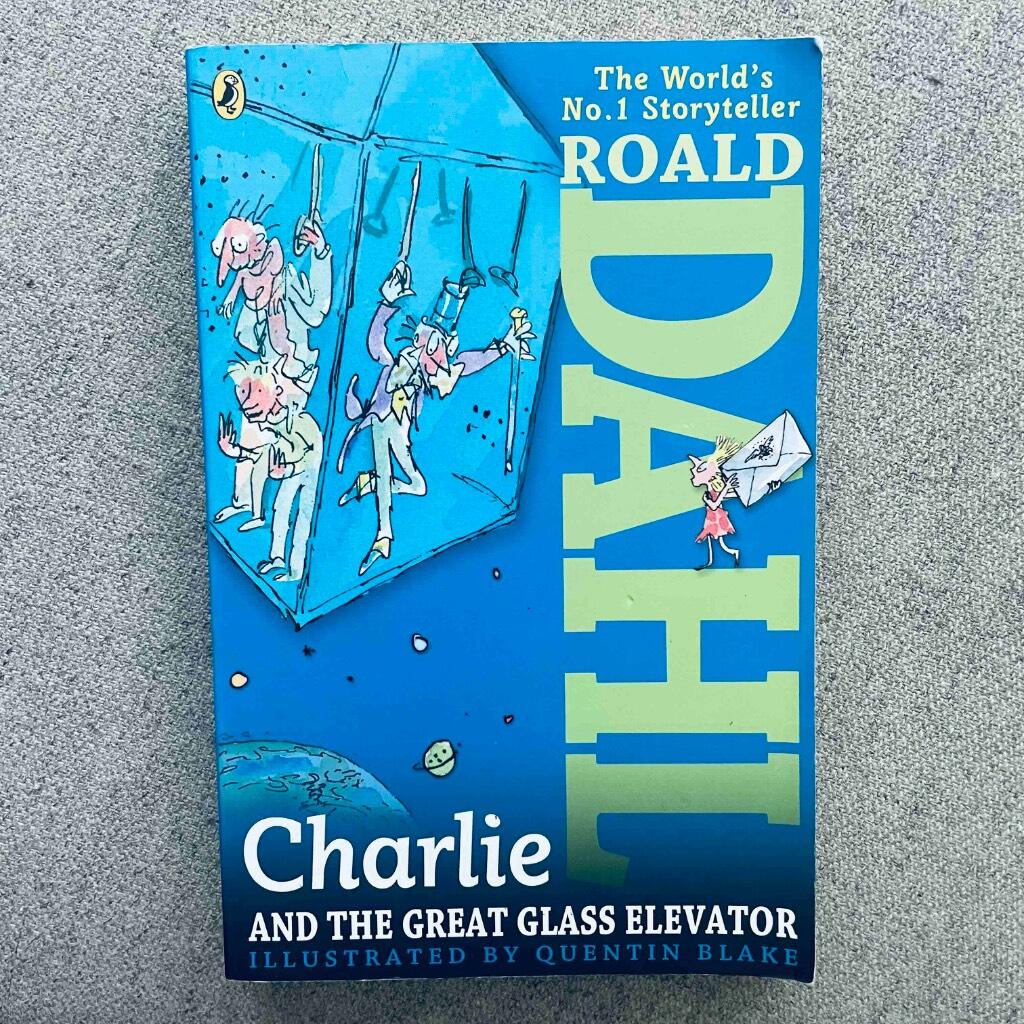 The World's
No.1 Storyteller
ROALD
DAHL
Charlie
AND THE GREAT GLASS ELEVATOR
ILLUSTRATED BY QUENTIN BLAKE